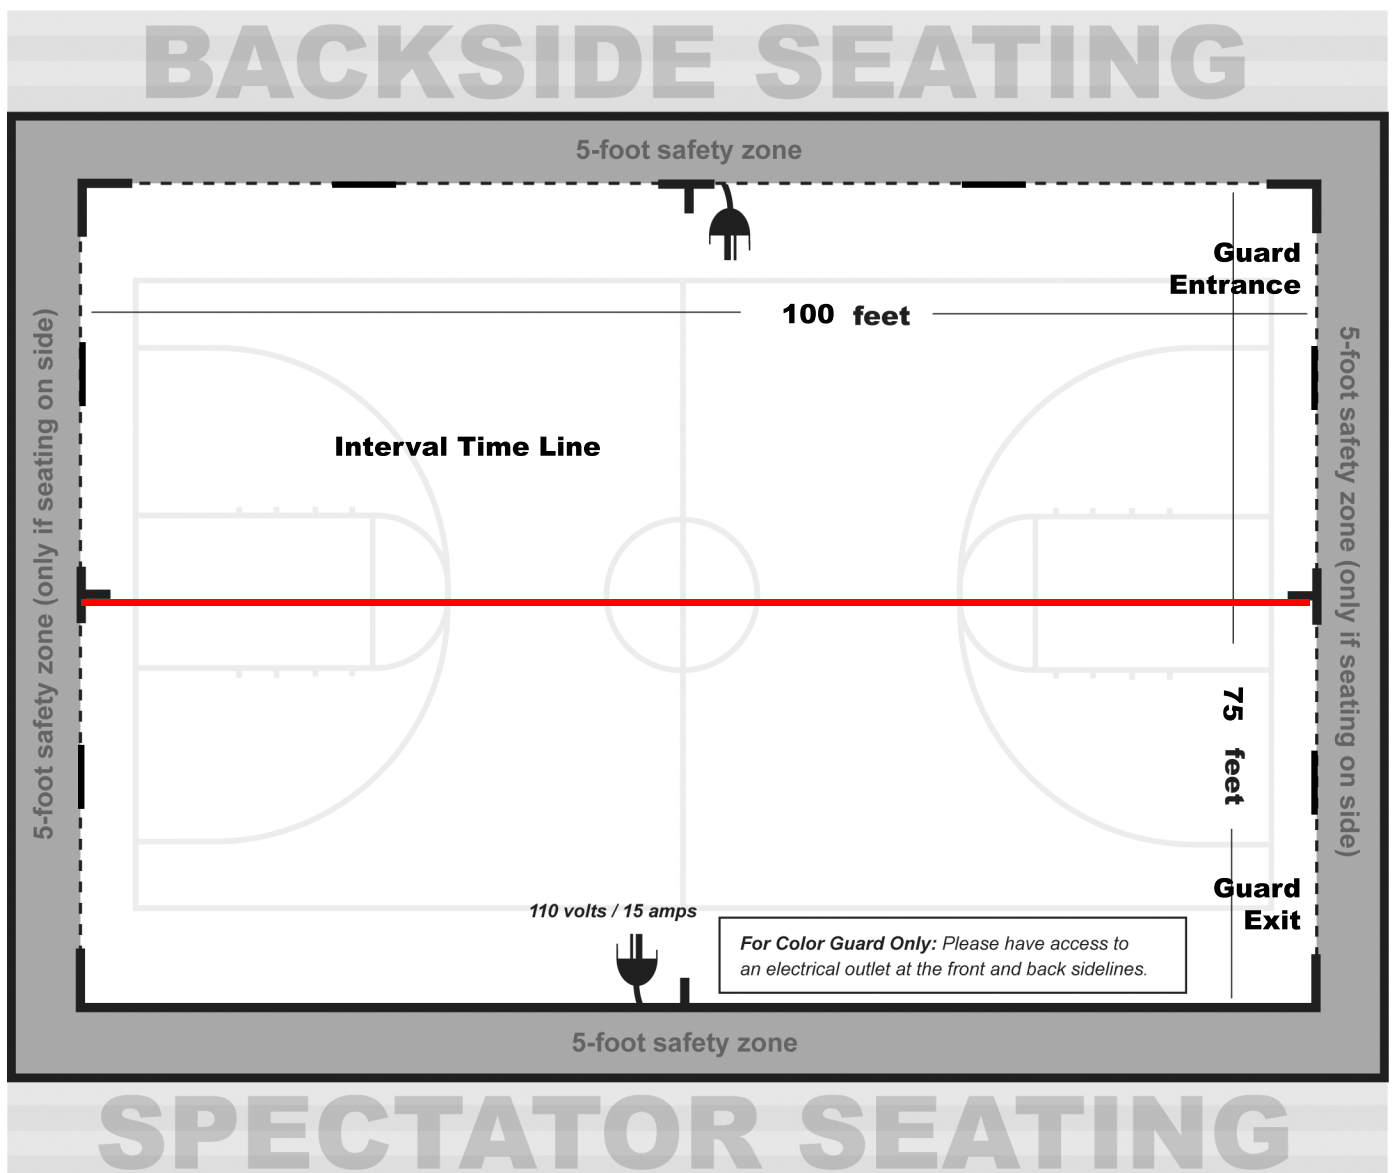 BACKSIDE SEATING
5-foot safety zone
Guard
Entrance
100 feet
5-foot safety zone (only if seating on side)
5-foot safety zone (only if seating on side)
Interval Time Line
75 feet
Guard
Exit
110 volts / 15 amps
For Color Guard Only: Please have access to
an electrical outlet at the front and back sidelines.
5-foot safety zone
SPECTATOR SEATING